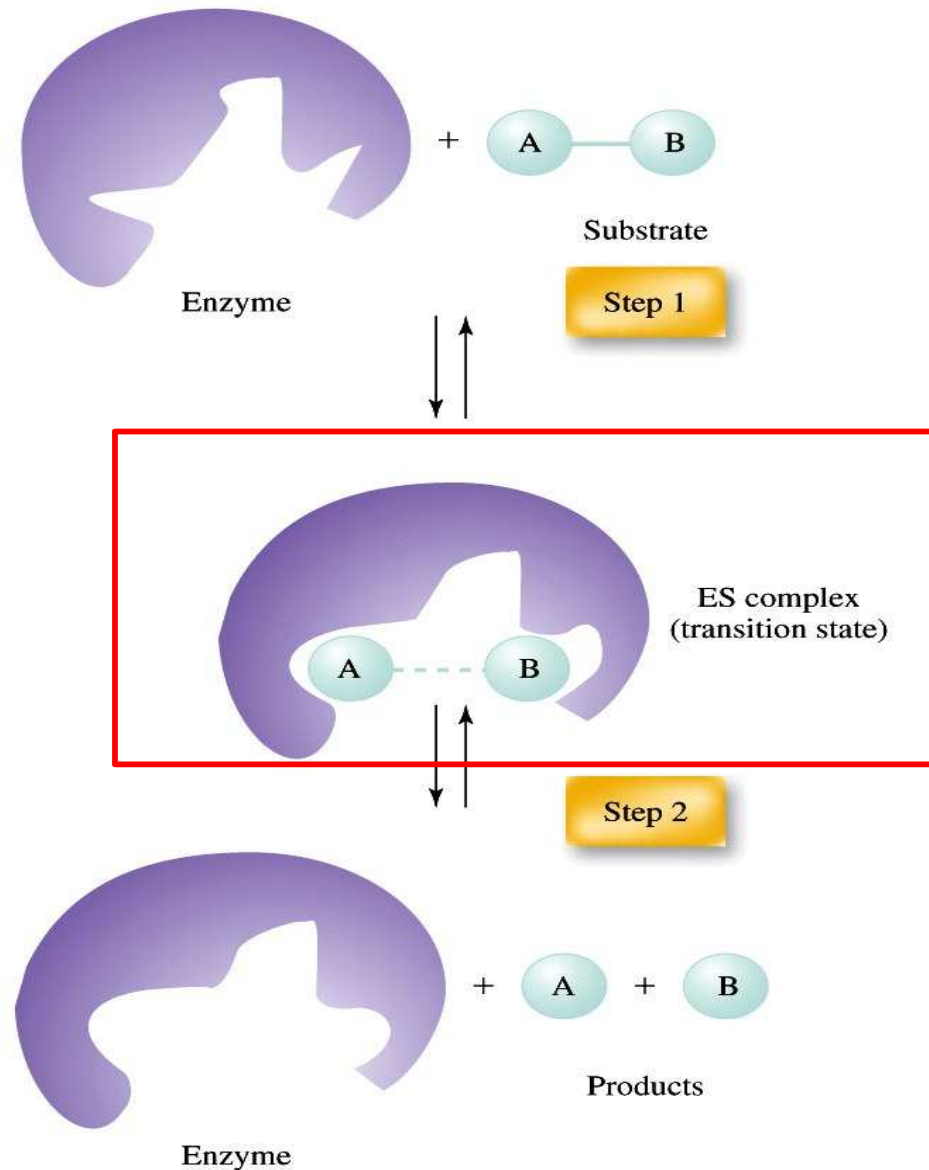 + A B
Substrate
Enzyme
Step 1
ES complex
(transition state)
A B
Step 2
+ A + B
Products
Enzyme